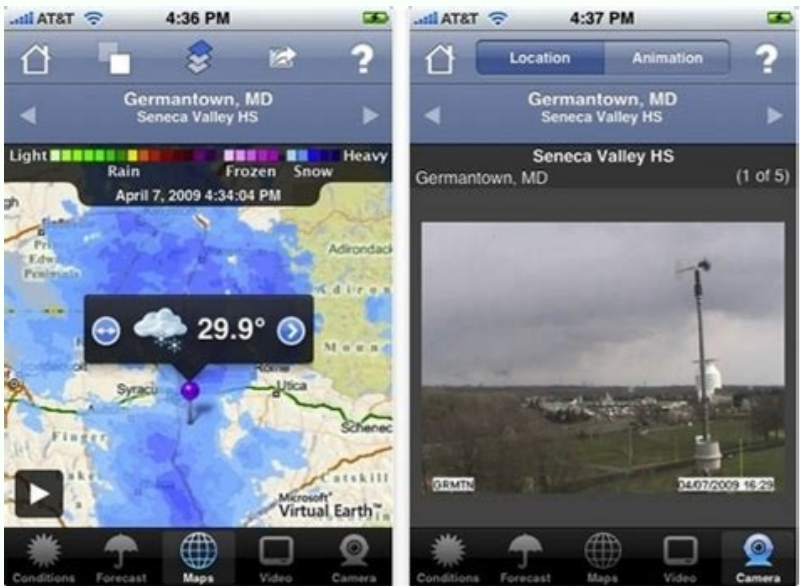 AT&T 4:36 PM
Germantown, MD
Seneca Valley HS
Light Heavy
Rain Frozen Snow
April 7, 2009 4:34:04 PM
Adirondack
29.9°
Rome
Syracu
Utica
Schenec
Finger
Catskill
Microsoft®
Virtual Earth™
Conditions Forecast Maps Video Camera
AT&T 4:37 PM
Location Animation ?
Germantown, MD
Seneca Valley HS
Seneca Valley HS
Germantown, MD (1 of 5)
GRMTN 04/07/2009 16:29
Conditions Forecast Maps Video Camera